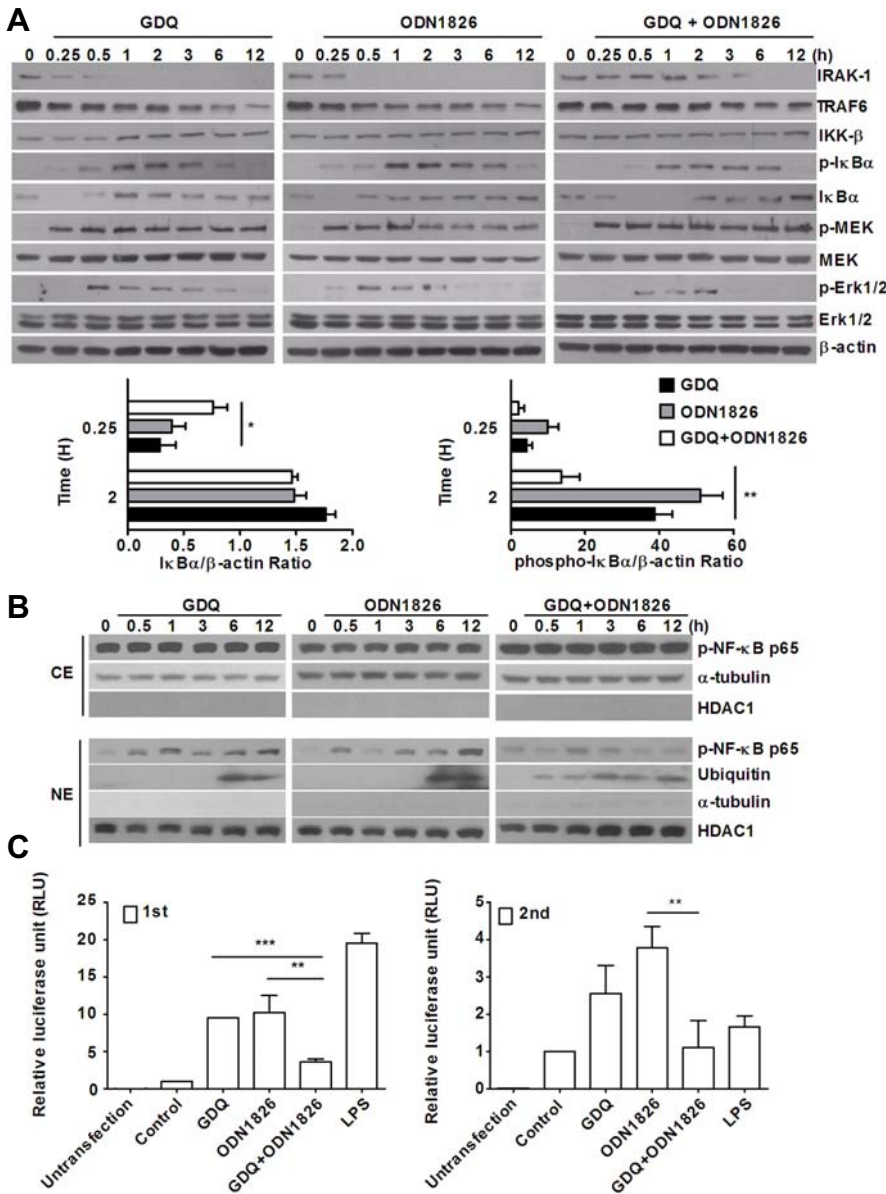 A
GDQ
ODN1826
GDQ + ODN1826
0 0.25 0.5 1 2 3 6 12 0 0.25 0.5 1 2 3 6 12 0 0.25 0.5 1 2 3 6 12 (h)
IRAK-1
TRAF6
IKK-β
p-IκBα
IκBα
p-MEK
MEK
p-Erk1/2
Erk1/2
β-actin
Time (H)
0.25
2
*
0.0 0.5 1.0 1.5 2.0
IκBα/β-actin Ratio
GDQ
ODN1826
GDQ+ODN1826
Time (H)
0.25
2
**
0 20 40 60
phospho-IκBα/β-actin Ratio
B
GDQ
ODN1826
GDQ+ODN1826
0 0.5 1 3 6 12 0 0.5 1 3 6 12 0 0.5 1 3 6 12 (h)
CE
p-NF-κB p65
α-tubulin
HDAC1
NE
p-NF-κB p65
Ubiquitin
α-tubulin
HDAC1
C
Relative luciferase unit (RLU)
25
20
15
10
5
0
1st
***
**
Untransfection
Control
GDQ
ODN1826
GDQ+ODN1826
LPS
Relative luciferase unit (RLU)
5
4
3
2
1
0
2nd
**
Untransfection
Control
GDQ
ODN1826
GDQ+ODN1826
LPS